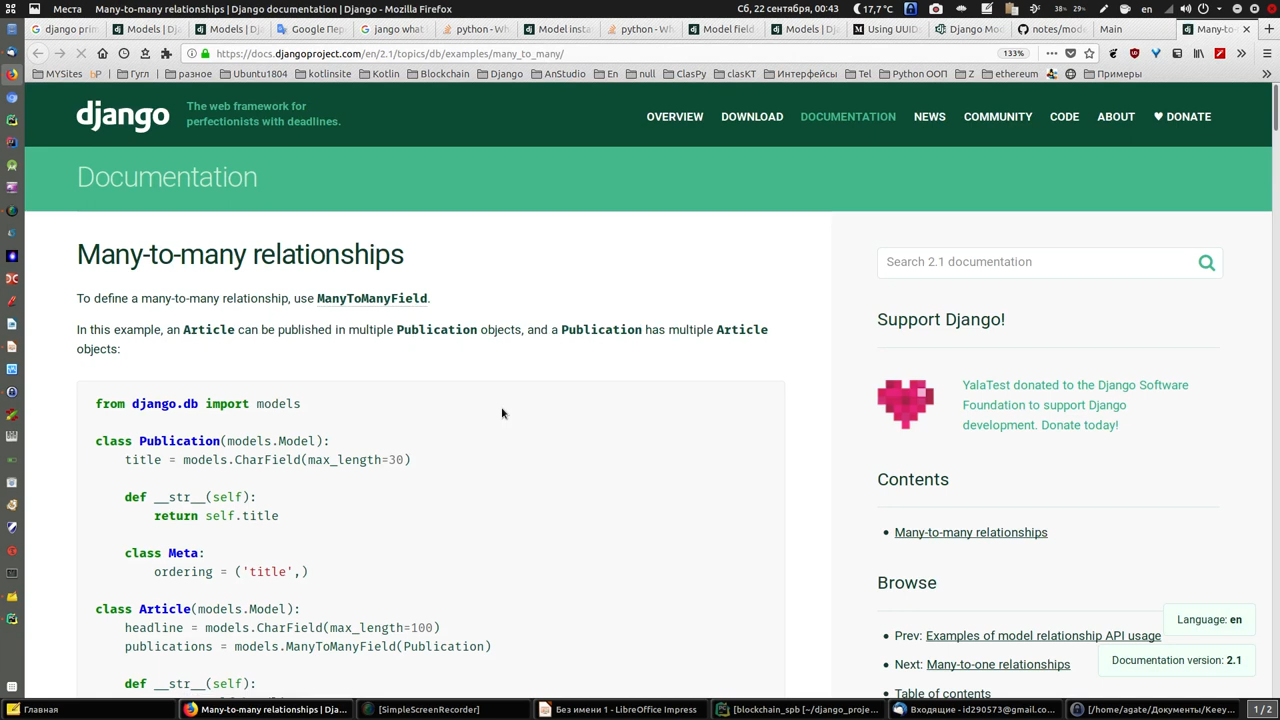 Места
Many-to-many relationships | Django documentation | Django - Mozilla Firefox
Сб, 22 сентября, 00:43
17,7°C
38%
29%
django prim
Models | D
Models | D
Google Пер
jango what
python - Wh
Model insta
python - Wh
Model field
Models | D
Using UUID
Django Mod
notes/mod
Main
Many-to
https://docs.djangoproject.com/en/2.1/topics/db/examples/many_to_many/
133%
MYSites
bP
Гугл
разное
Ubuntu1804
kotlinsite
Kotlin
Blockchain
Django
AnStudio
En
null
ClasPy
clasKT
Интерфейсы
Tel
Python ООП
Z
ethereum
Примеры
django
The web framework for
perfectionists with deadlines.
OVERVIEW
DOWNLOAD
DOCUMENTATION
NEWS
COMMUNITY
CODE
ABOUT
♥ DONATE
Documentation
Many-to-many relationships
To define a many-to-many relationship, use ManyToManyField.
In this example, an Article can be published in multiple Publication objects, and a Publication has multiple Article
objects:
from django.db import models
class Publication(models.Model):
    title = models.CharField(max_length=30)
    def __str__(self):
        return self.title
    class Meta:
        ordering = ('title',)
class Article(models.Model):
    headline = models.CharField(max_length=100)
    publications = models.ManyToManyField(Publication)
    def __str__(self):
Search 2.1 documentation
Support Django!
YalaTest donated to the Django Software
Foundation to support Django
development. Donate today!
Contents
Many-to-many relationships
Browse
Prev: Examples of model relationship API usage
Next: Many-to-one relationships
Table of contents
Language: en
Documentation version: 2.1
Главная
Many-to-many relationships | Dja...
[SimpleScreenRecorder]
Без имени 1 - LibreOffice Impress
[blockchain_spb [~/django_proje...
Входящие - id290573@gmail.co...
[/home/agate/Документы/Keey...
1 / 2